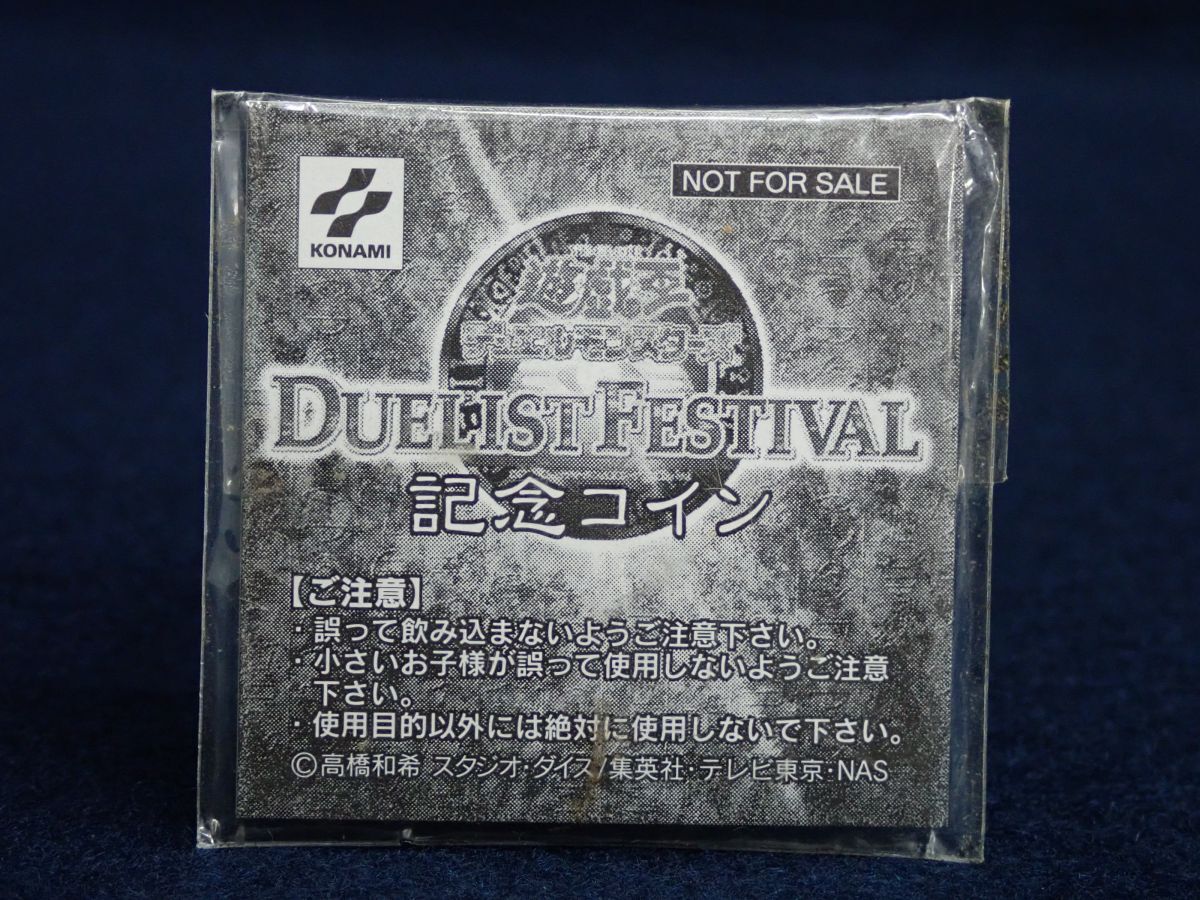 KONAMI
NOT FOR SALE
遊戯王
デュエルモンスターズ
DUELIST FESTIVAL
記念コイン
【ご注意】
・誤って飲み込まないようご注意下さい。
・小さいお子様が誤って使用しないようご注意
下さい。
・使用目的以外には絶対に使用しないで下さい。
©高橋和希 スタジオ・ダイス/集英社・テレビ東京・NAS